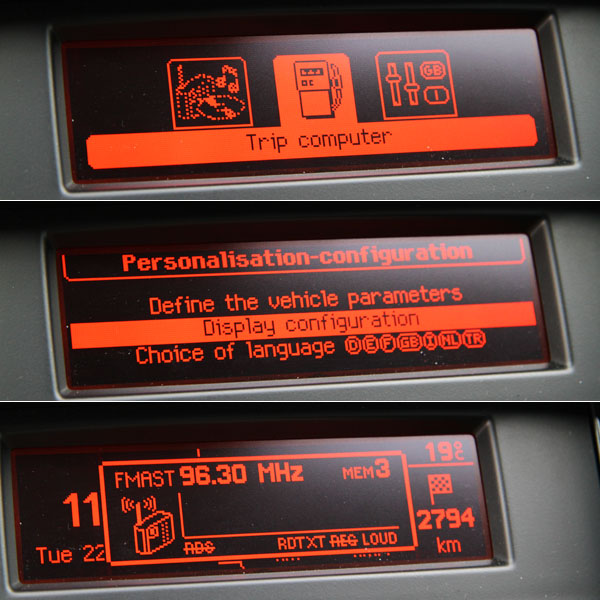 GB
I
Trip computer
Personalisation-configuration
Define the vehicle parameters
Display configuration
Choice of language D E F GB I NL TR
FMAST 96.30 MHz MEM3
19°C
11
2794
Tue 22
RDTXT REG LOUD
km